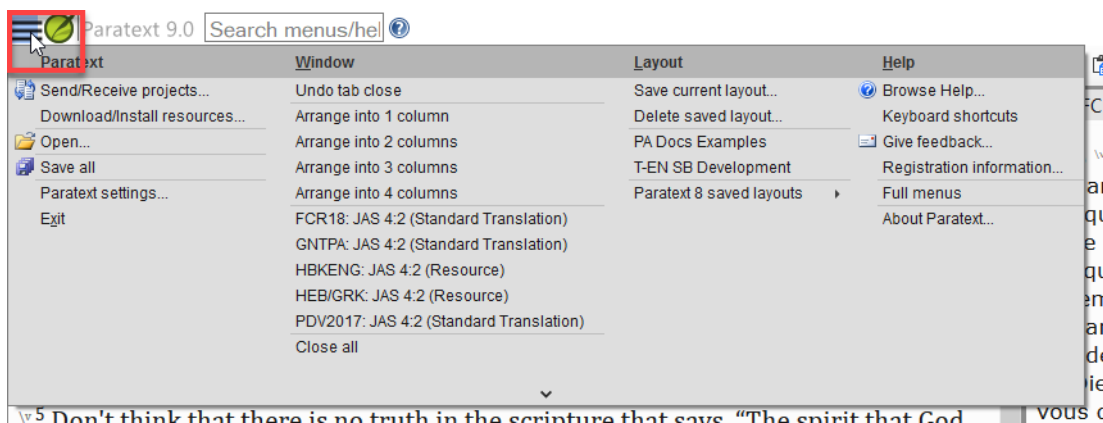 Paratext 9.0 Search menus/hel
Paratext
Send/Receive projects...
Download/Install resources...
Open...
Save all
Paratext settings...
Exit
Window
Undo tab close
Arrange into 1 column
Arrange into 2 columns
Arrange into 3 columns
Arrange into 4 columns
FCR18: JAS 4:2 (Standard Translation)
GNTPA: JAS 4:2 (Standard Translation)
HBKENG: JAS 4:2 (Resource)
HEB/GRK: JAS 4:2 (Resource)
PDV2017: JAS 4:2 (Standard Translation)
Close all
Layout
Save current layout...
Delete saved layout...
PA Docs Examples
T-EN SB Development
Paratext 8 saved layouts
Help
Browse Help...
Keyboard shortcuts
Give feedback...
Registration information...
Full menus
About Paratext...
\v 5 Don't think that there is no truth in the scripture that says, “The spirit that God
vous